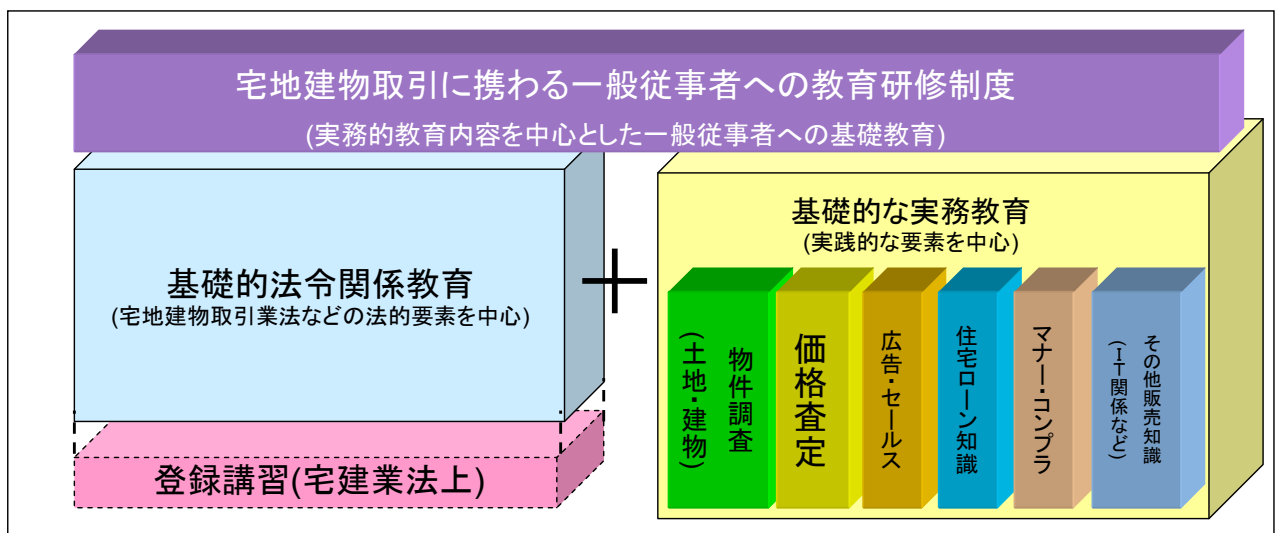 宅地建物取引に携わる一般従事者への教育研修制度
(実務的教育内容を中心とした一般従事者への基礎教育)
基礎的法令関係教育
(宅地建物取引業法などの法的要素を中心)
登録講習(宅建業法上)
＋
基礎的な実務教育
(実践的な要素を中心)
物件調査
(土地・建物)
価格査定
広告・セールス
住宅ローン知識
マナー・コンプラ
その他販売知識
(IT関係など)